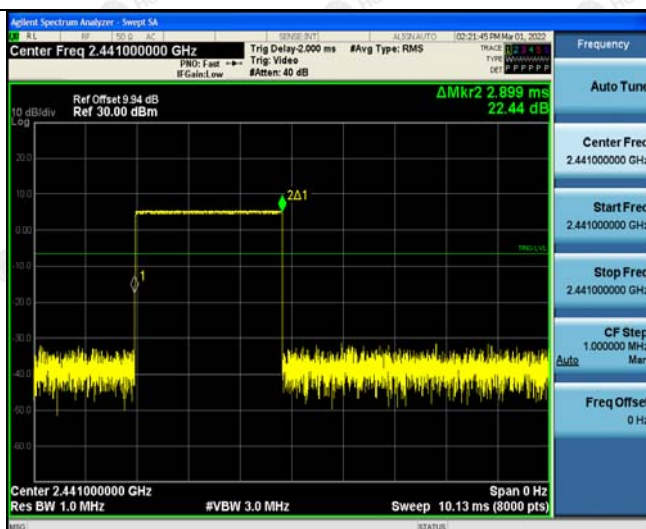 Agilent Spectrum Analyzer - Swept SA
RL RF 50 Ω AC SENSE:INT ALIGN AUTO 02:21:45 PM Mar 01, 2022
Center Freq 2.441000000 GHz
PNO: Fast
IFGain:Low
Trig Delay-2.000 ms
Trig: Video
#Atten: 40 dB
#Avg Type: RMS
TRACE 1 2 3 4 5 6
TYPE WWWWWW
DET P P P P P P
Ref Offset 9.94 dB
Ref 30.00 dBm
10 dB/div
Log
ΔMkr2 2.899 ms
22.44 dB
20.0
10.0
0.00
-10.0
-20.0
-30.0
-40.0
-50.0
-60.0
2Δ1
1
TRIG LVL
Center 2.441000000 GHz
Span 0 Hz
Res BW 1.0 MHz
#VBW 3.0 MHz
Sweep 10.13 ms (8000 pts)
MSG
STATUS
Frequency
Auto Tune
Center Freq
2.441000000 GHz
Start Freq
2.441000000 GHz
Stop Freq
2.441000000 GHz
CF Step
1.000000 MHz
Auto Man
Freq Offset
0 Hz